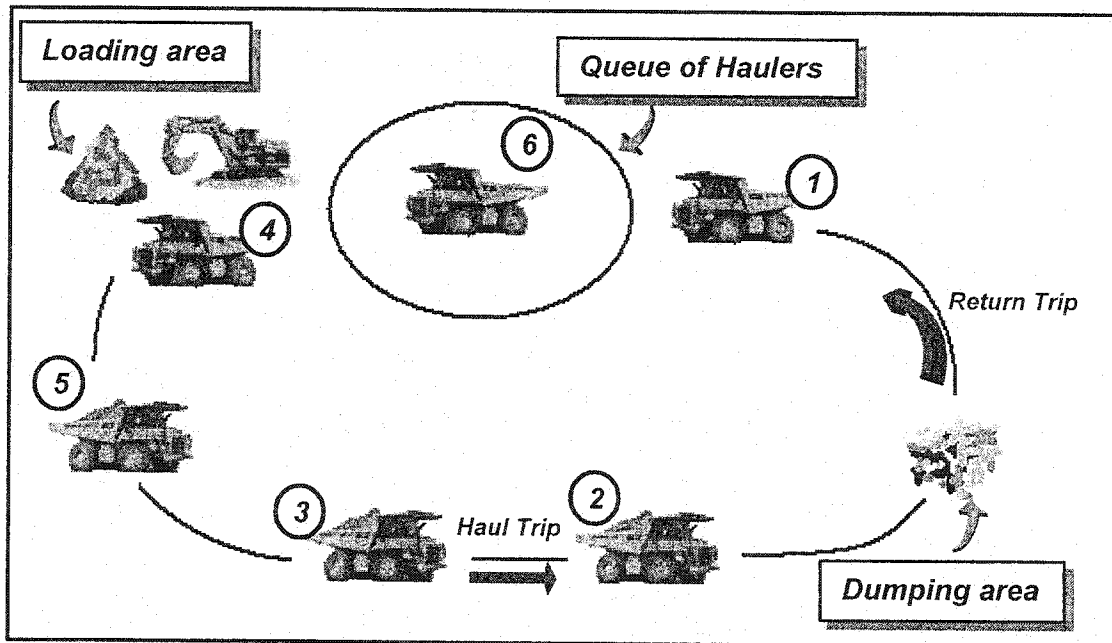 Loading area
Queue of Haulers
6
1
4
Return Trip
5
3
Haul Trip
2
Dumping area